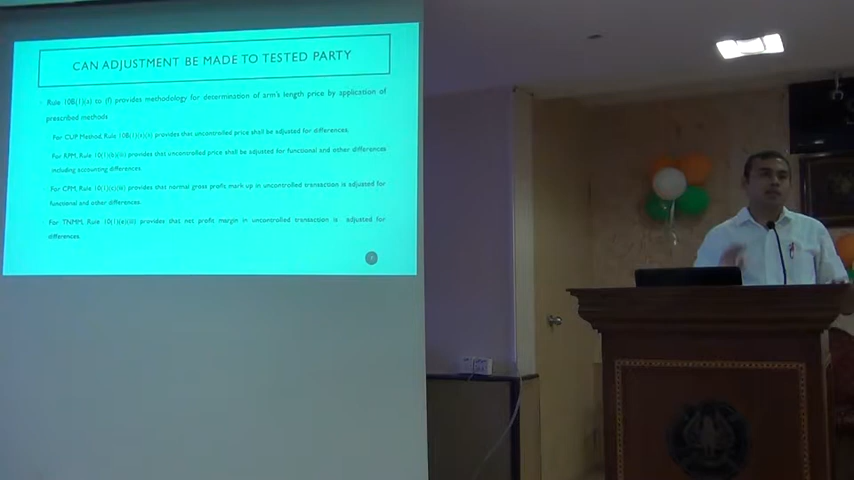 CAN ADJUSTMENT BE MADE TO TESTED PARTY
Rule 10B(1)(a) to (f) provides methodology for determination of arm's length price by application of
prescribed methods
For CUP Method, Rule 10B(1)(a)(ii) provides that uncontrolled price shall be adjusted for differences.
For RPM, Rule 10(1)(b)(iii) provides that uncontrolled price shall be adjusted for functional and other differences
including accounting differences.
For CPM, Rule 10(1)(c)(iii) provides that normal gross profit mark up in uncontrolled transaction is adjusted for
functional and other differences.
For TNMM, Rule 10(1)(e)(iii) provides that net profit margin in uncontrolled transaction is adjusted for
differences.